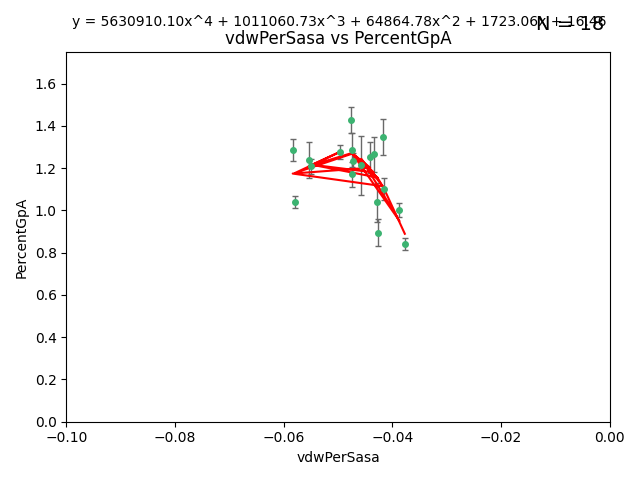 y = 5630910.10x^4 + 1011060.73x^3 + 64864.78x^2 + 1723.06x + 16.46
N = 18
vdwPerSasa vs PercentGpA
PercentGpA
1.6
1.4
1.2
1.0
0.8
0.6
0.4
0.2
0.0
−0.10 −0.08 −0.06 −0.04 −0.02 0.00
vdwPerSasa